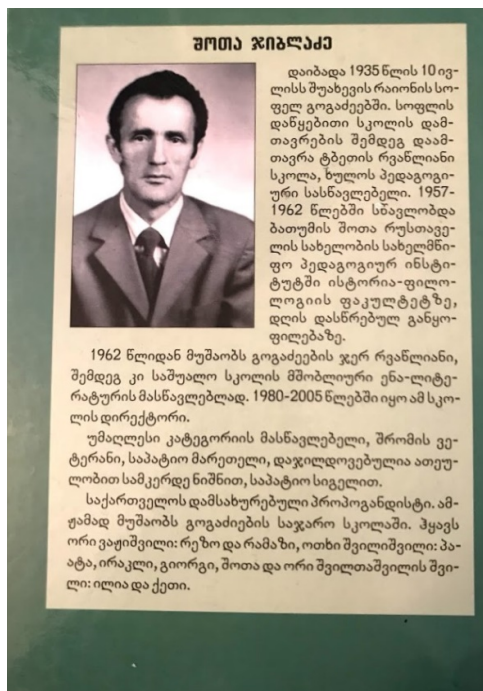 შოთა ჯიბლაძე
დაიბადა 1935 წლის 10 ივ-
ლისს შუახევის რაიონის სო-
ფელ გოგაძეებში. სოფლის
დაწყებითი სკოლის დამ-
თავრების შემდეგ დაამ-
თავრა ტბეთის რვაწლიანი
სკოლა, ხულოს პედაგოგი-
ური სასწავლებელი. 1957-
1962 წლებში სწავლობდა
ბათუმის შოთა რუსთავე-
ლის სახელობის სახელმწი-
ფო პედაგოგიურ ინსტი-
ტუტში ისტორია-ფილო-
ლოგიის ფაკულტეტზე,
დღის დასწრებულ განყო-
ფილებაზე.
1962 წლიდან მუშაობს გოგაძეების ჯერ რვაწლიანი,
შემდეგ კი საშუალო სკოლის მშობლიური ენა-ლიტე-
რატურის მასწავლებლად. 1980-2005 წლებში იყო ამ სკო-
ლის დირექტორი.
უმაღლესი კატეგორიის მასწავლებელი, შრომის ვე-
ტერანი, საპატიო მარეთელი, დაჯილდოვებულია ათეუ-
ლობით სამკერდე ნიშნით, საპატიო სიგელით.
საქართველოს დამსახურებული პროპოგანდისტი. ამ-
ჟამად მუშაობს გოგაძიების საჯარო სკოლაში. ჰყავს
ორი ვაჟიშვილი: რეზო და რამაზი, ოთხი შვილიშვილი: პა-
ატა, ირაკლი, გიორგი, შოთა და ორი შვილთაშვილის შვი-
ლი: ილია და ქეთი.